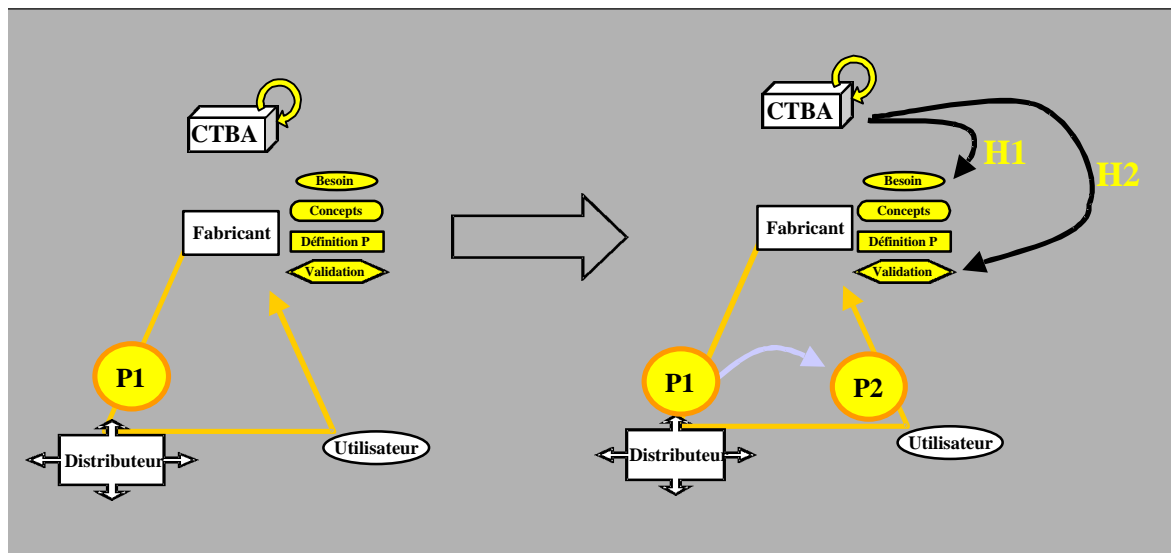 CTBA
Besoin
Concepts
Fabricant
Définition P
Validation
P1
Distributeur
Utilisateur
CTBA
H1
H2
Besoin
Concepts
Fabricant
Définition P
Validation
P1
P2
Distributeur
Utilisateur